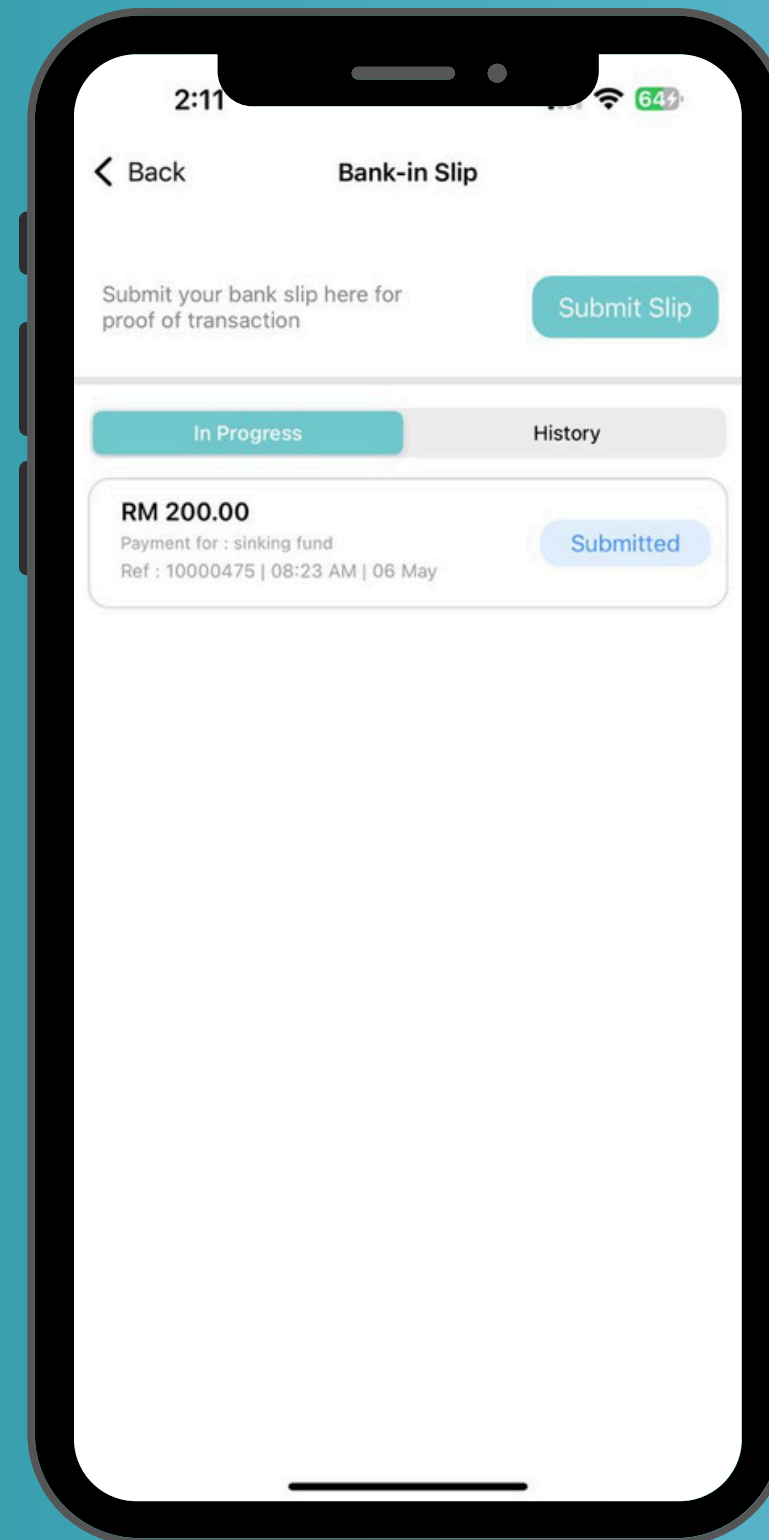 2:11
64
Back
Bank-in Slip
Submit your bank slip here for
proof of transaction
Submit Slip
In Progress
History
RM 200.00
Payment for : sinking fund
Ref : 10000475 | 08:23 AM | 06 May
Submitted